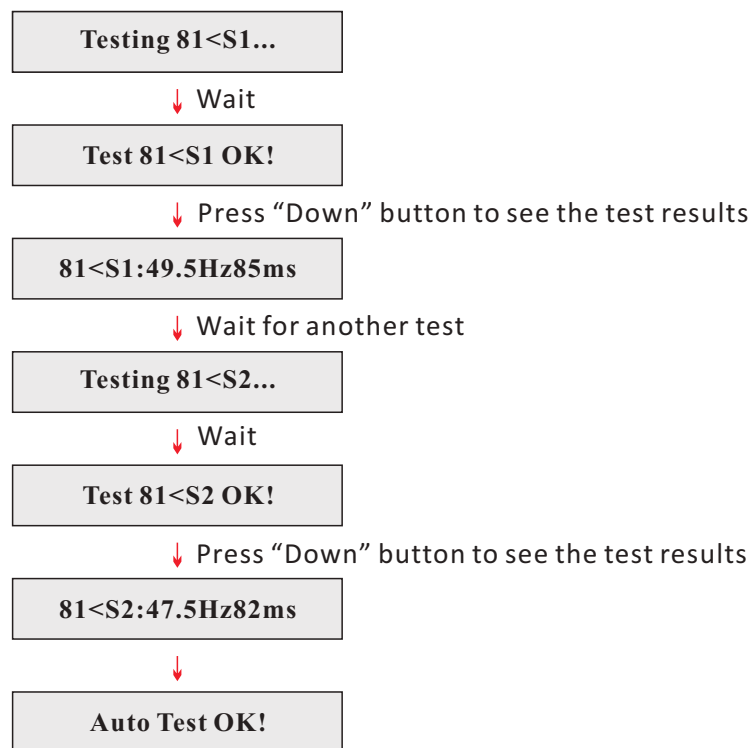 Testing 81<S1...
Wait
Test 81<S1 OK!
Press “Down” button to see the test results
81<S1:49.5Hz85ms
Wait for another test
Testing 81<S2...
Wait
Test 81<S2 OK!
Press “Down” button to see the test results
81<S2:47.5Hz82ms
Auto Test OK!